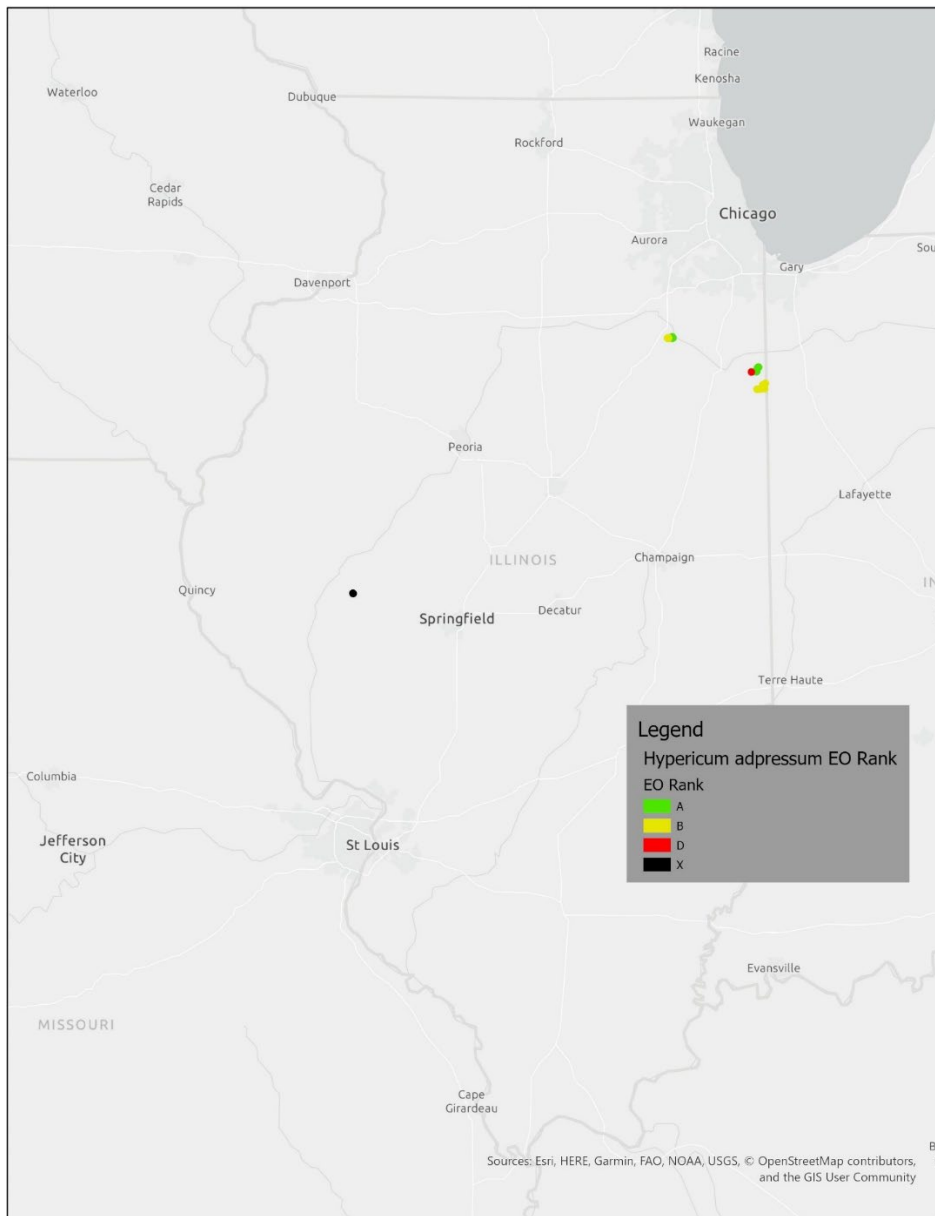 Racine
Kenosha
Waterloo
Dubuque
Waukegan
Rockford
Cedar
Rapids
Chicago
Aurora
Sou
Gary
Davenport
Peoria
Lafayette
ILLINOIS
Champaign
Quincy
IN
Decatur
Springfield
Terre Haute
Legend
Hypericum adpressum EO Rank
EO Rank
A
B
D
X
Columbia
Jefferson
City
St Louis
Evansville
MISSOURI
Cape
Girardeau
B
Sources: Esri, HERE, Garmin, FAO, NOAA, USGS, © OpenStreetMap contributors,
and the GIS User Community